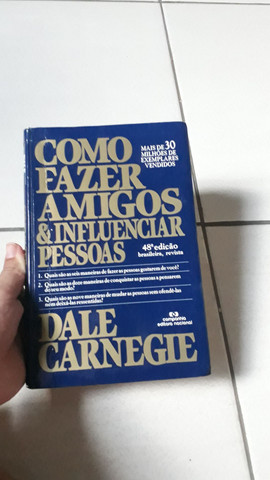 COMO
FAZER
AMIGOS
& INFLUENCIAR
PESSOAS
MAIS DE 30
MILHÕES DE
EXEMPLARES
VENDIDOS
48ª edição
brasileira, revista
1. Quais são as seis maneiras de fazer as pessoas gostarem de você?
2. Quais são as doze maneiras de conquistar as pessoas a pensarem
do seu modo?
3. Quais são as nove maneiras de mudar as pessoas sem ofendê-las
nem deixá-las ressentidas?
DALE
CARNEGIE
companhia
editora nacional